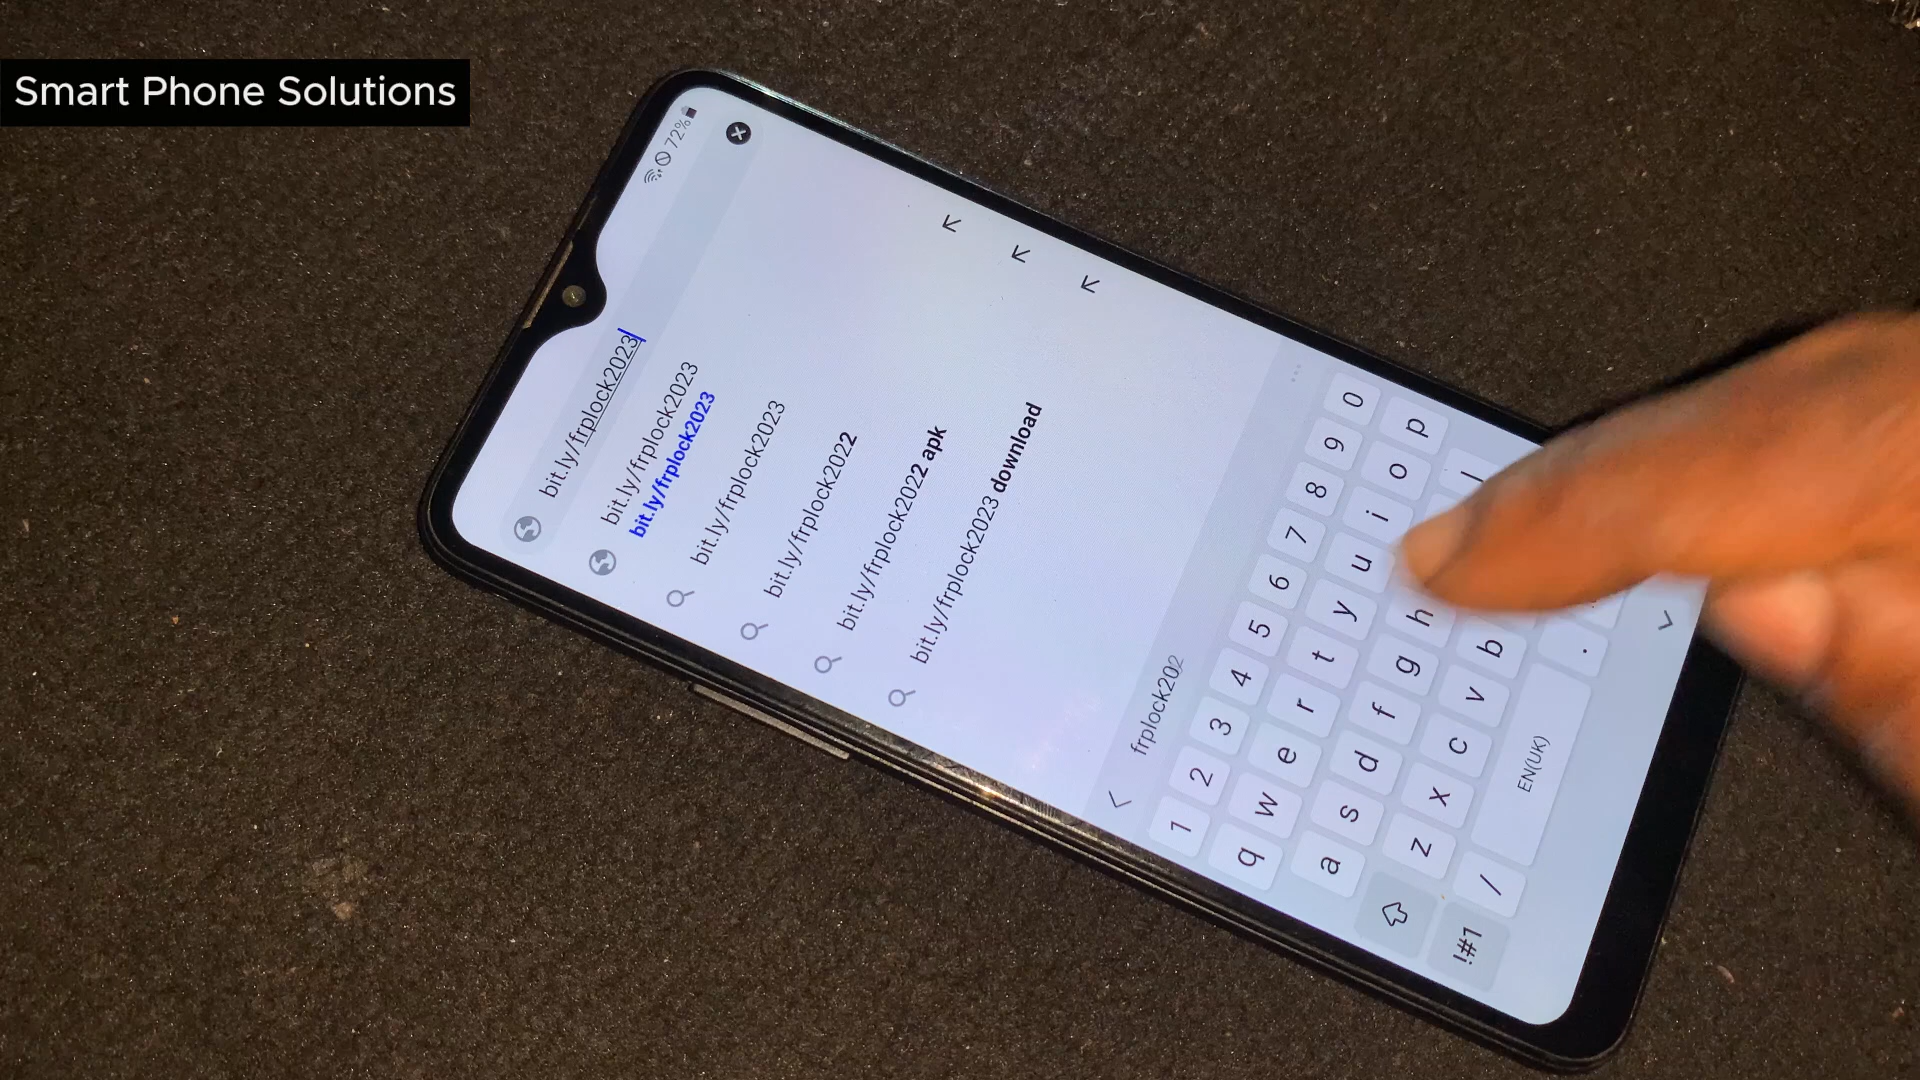 Smart Phone Solutions
72%
bit.ly/frplock2023
bit.ly/frplock2023
bit.ly/frplock2023
bit.ly/frplock2023
bit.ly/frplock2022
bit.ly/frplock2022 apk
bit.ly/frplock2023 download
frplock202
1 2 3 4 5 6 7 8 9 0
q w e r t y u i o p
a s d f g h l
z x c v b
!#1 / EN(UK) .